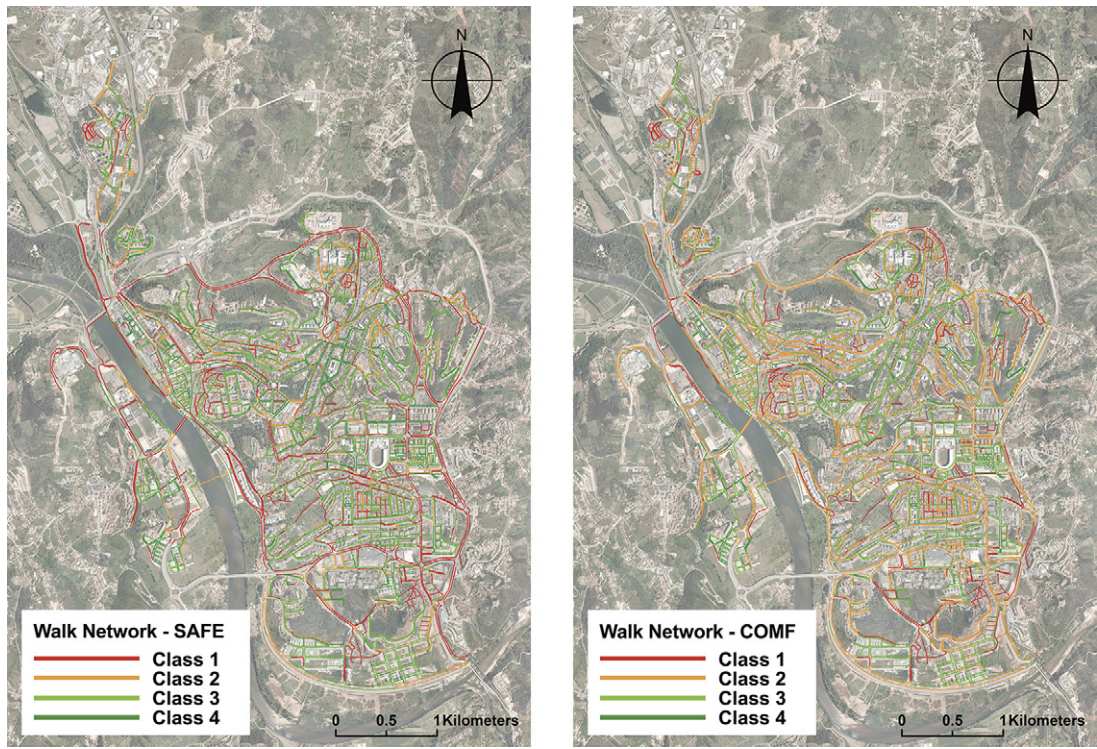 N
Walk Network - SAFE
Class 1
Class 2
Class 3
Class 4
0 0.5 1 Kilometers
N
Walk Network - COMF
Class 1
Class 2
Class 3
Class 4
0 0.5 1 Kilometers